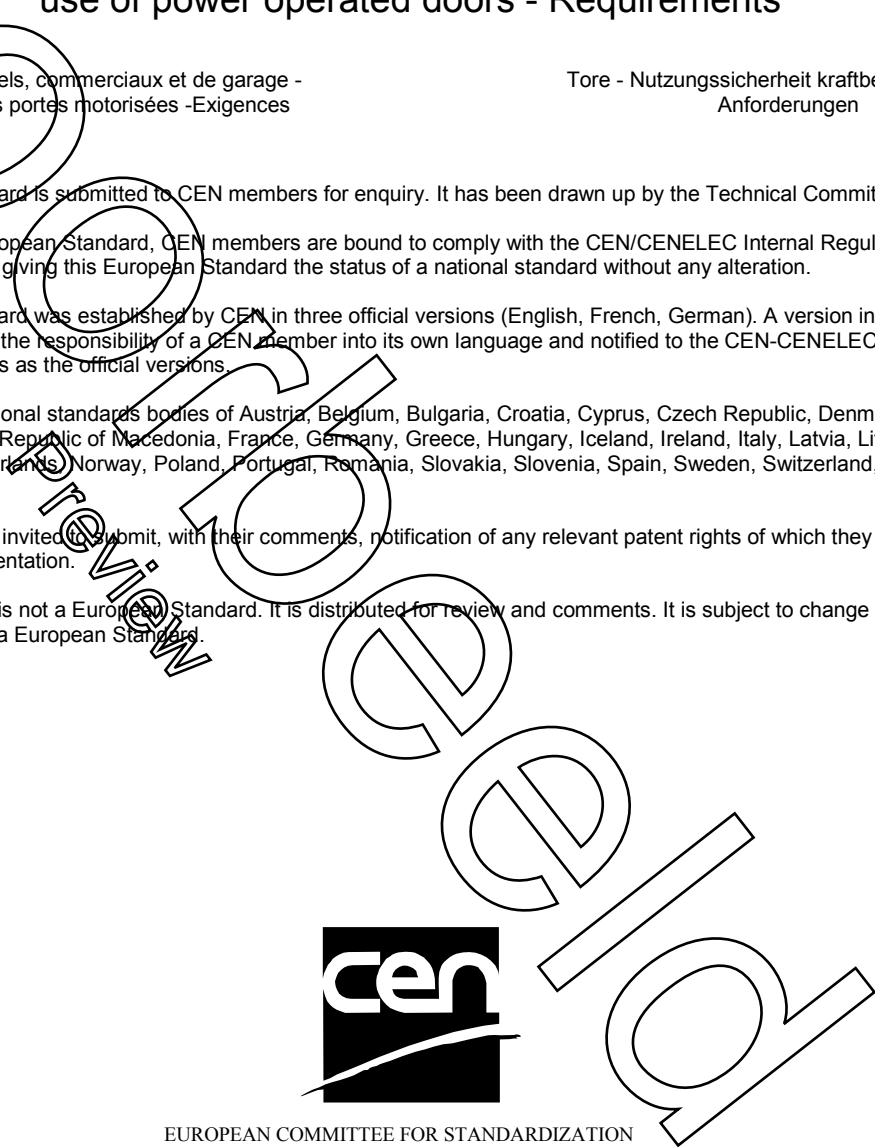 use of power operated doors - Requirements
els, commerciaux et de garage -
s portes motorisées -Exigences
Tore - Nutzungssicherheit kraftbe
Anforderungen
ard is submitted to CEN members for enquiry. It has been drawn up by the Technical Committ
opean Standard, CEN members are bound to comply with the CEN/CENELEC Internal Regul
giving this European Standard the status of a national standard without any alteration.
ard was established by CEN in three official versions (English, French, German). A version in
the responsibility of a CEN member into its own language and notified to the CEN-CENELEC
s as the official versions.
onal standards bodies of Austria, Belgium, Bulgaria, Croatia, Cyprus, Czech Republic, Denm
Republic of Macedonia, France, Germany, Greece, Hungary, Iceland, Ireland, Italy, Latvia, Li
rlands, Norway, Poland, Portugal, Romania, Slovakia, Slovenia, Spain, Sweden, Switzerland,
invited to submit, with their comments, notification of any relevant patent rights of which they
entation.
is not a European Standard. It is distributed for review and comments. It is subject to change
a European Standard.
Voorbeeld
Preview
cen
EUROPEAN COMMITTEE FOR STANDARDIZATION